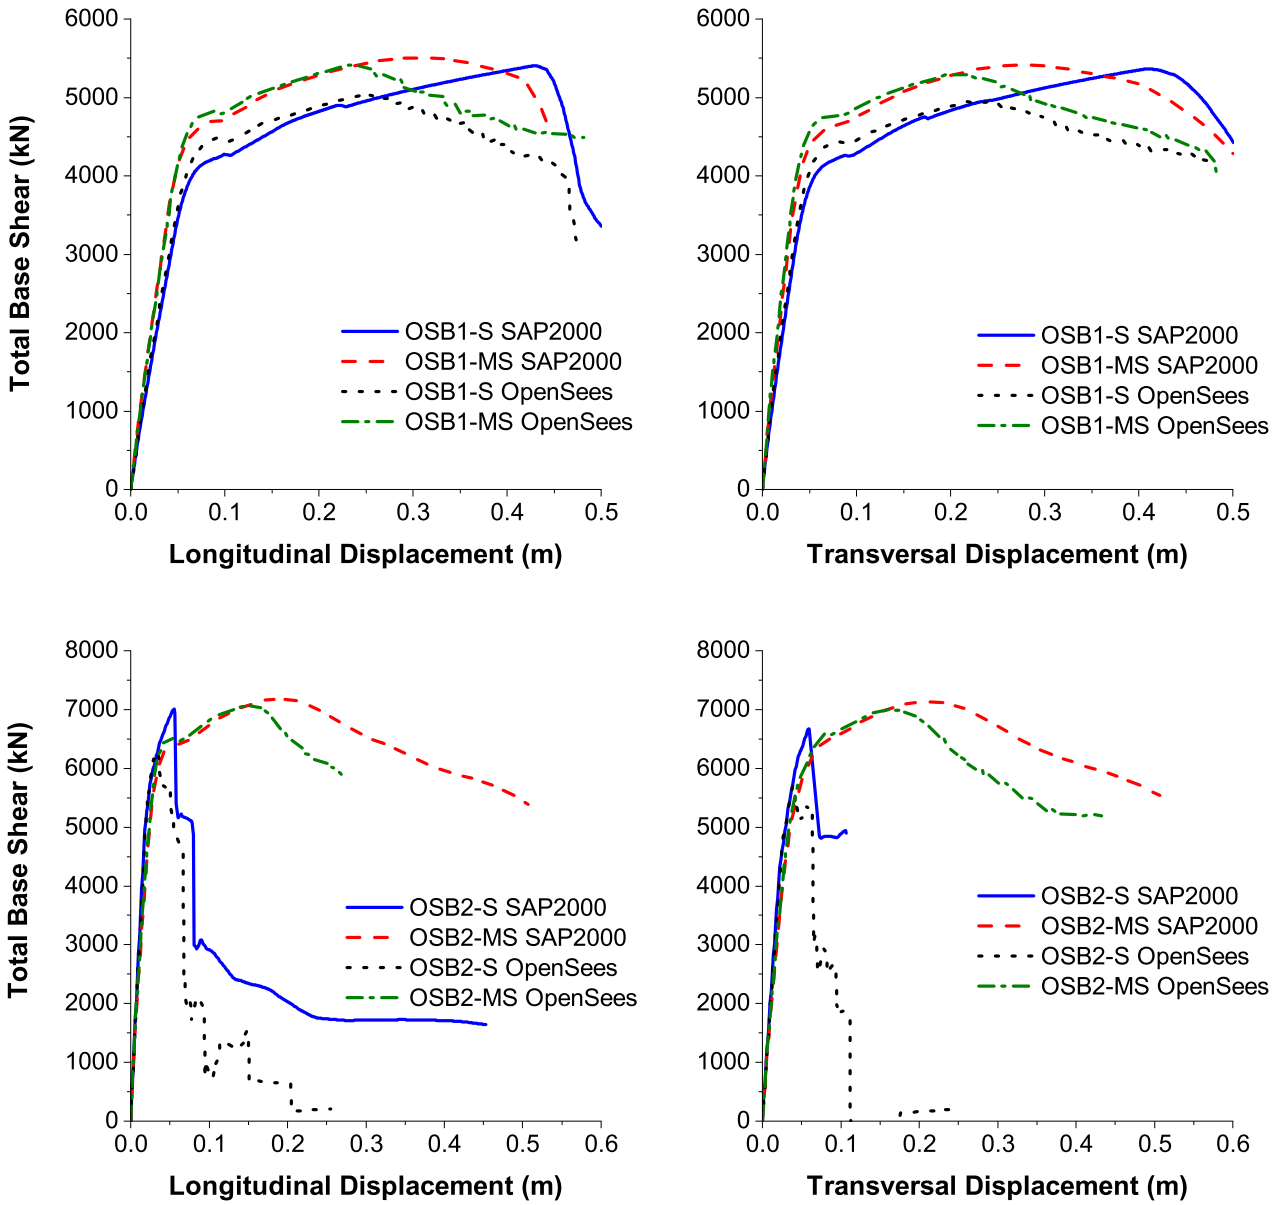 6000
5000
4000
3000
2000
1000
0
Total Base Shear (kN)
OSB1-S SAP2000
OSB1-MS SAP2000
OSB1-S OpenSees
OSB1-MS OpenSees
0.0 0.1 0.2 0.3 0.4 0.5
Longitudinal Displacement (m)
6000
5000
4000
3000
2000
1000
0
OSB1-S SAP2000
OSB1-MS SAP2000
OSB1-S OpenSees
OSB1-MS OpenSees
0.0 0.1 0.2 0.3 0.4 0.5
Transversal Displacement (m)
8000
7000
6000
5000
4000
3000
2000
1000
0
Total Base Shear (kN)
OSB2-S SAP2000
OSB2-MS SAP2000
OSB2-S OpenSees
OSB2-MS OpenSees
0.0 0.1 0.2 0.3 0.4 0.5 0.6
Longitudinal Displacement (m)
8000
7000
6000
5000
4000
3000
2000
1000
0
OSB2-S SAP2000
OSB2-MS SAP2000
OSB2-S OpenSees
OSB2-MS OpenSees
0.0 0.1 0.2 0.3 0.4 0.5 0.6
Transversal Displacement (m)